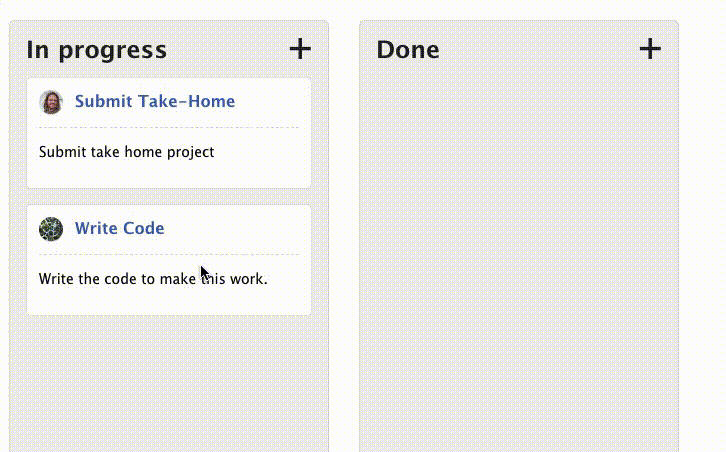 In progress +
Submit Take-Home
Submit take home project
Write Code
Write the code to make this work.
Done +